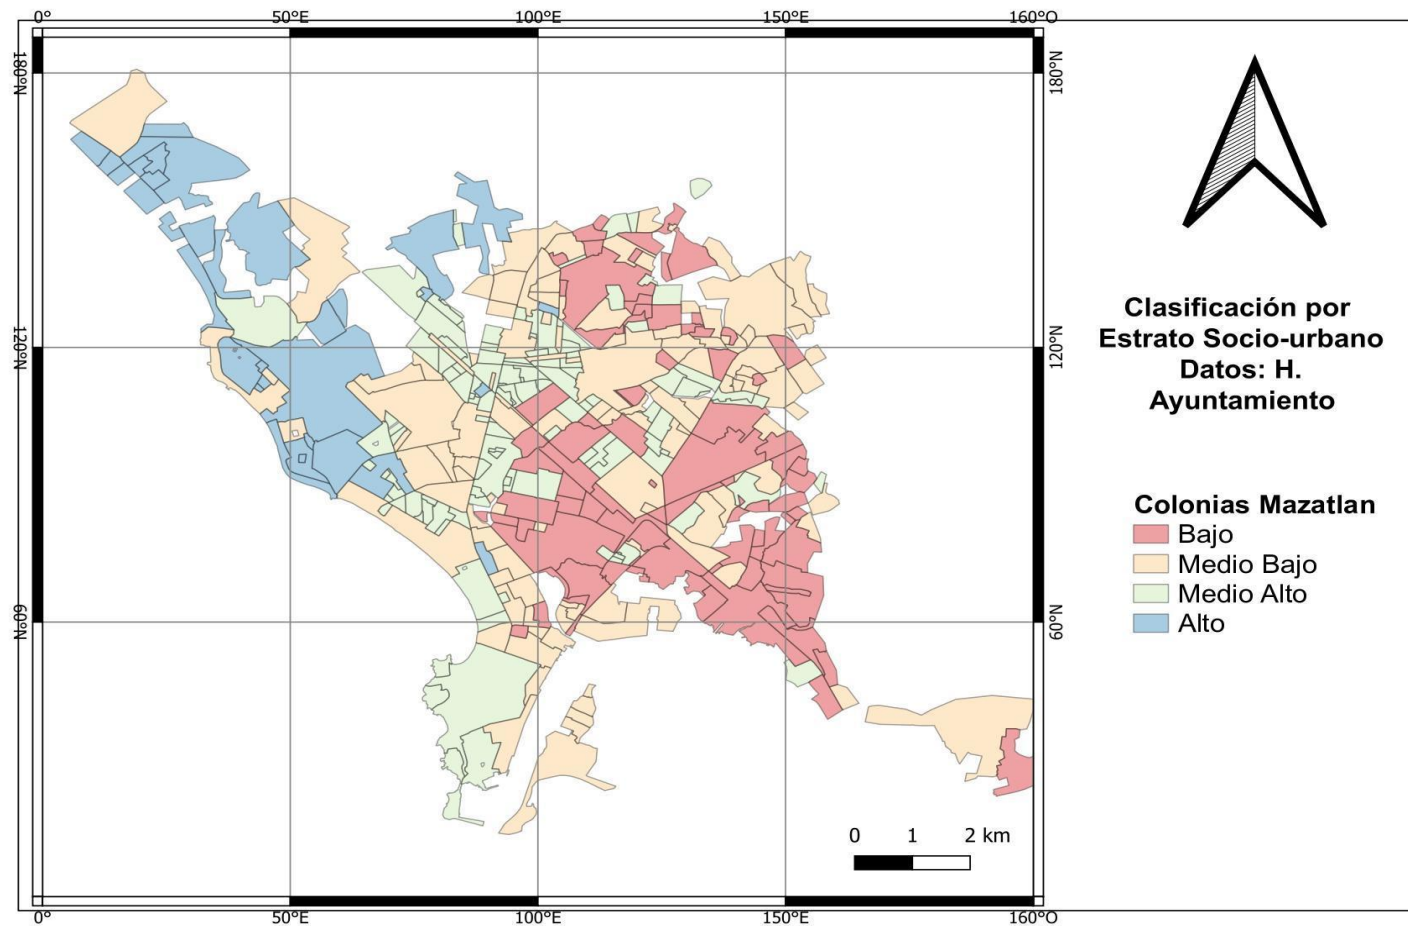 0° 50°E 100°E 150°E 160°O
180°N 180°N
Clasificación por
Estrato Socio-urbano
Datos: H.
Ayuntamiento
120°N 120°N
Colonias Mazatlan
Bajo
Medio Bajo
Medio Alto
Alto
60°N 60°N
0 1 2 km
0° 50°E 100°E 150°E 160°O